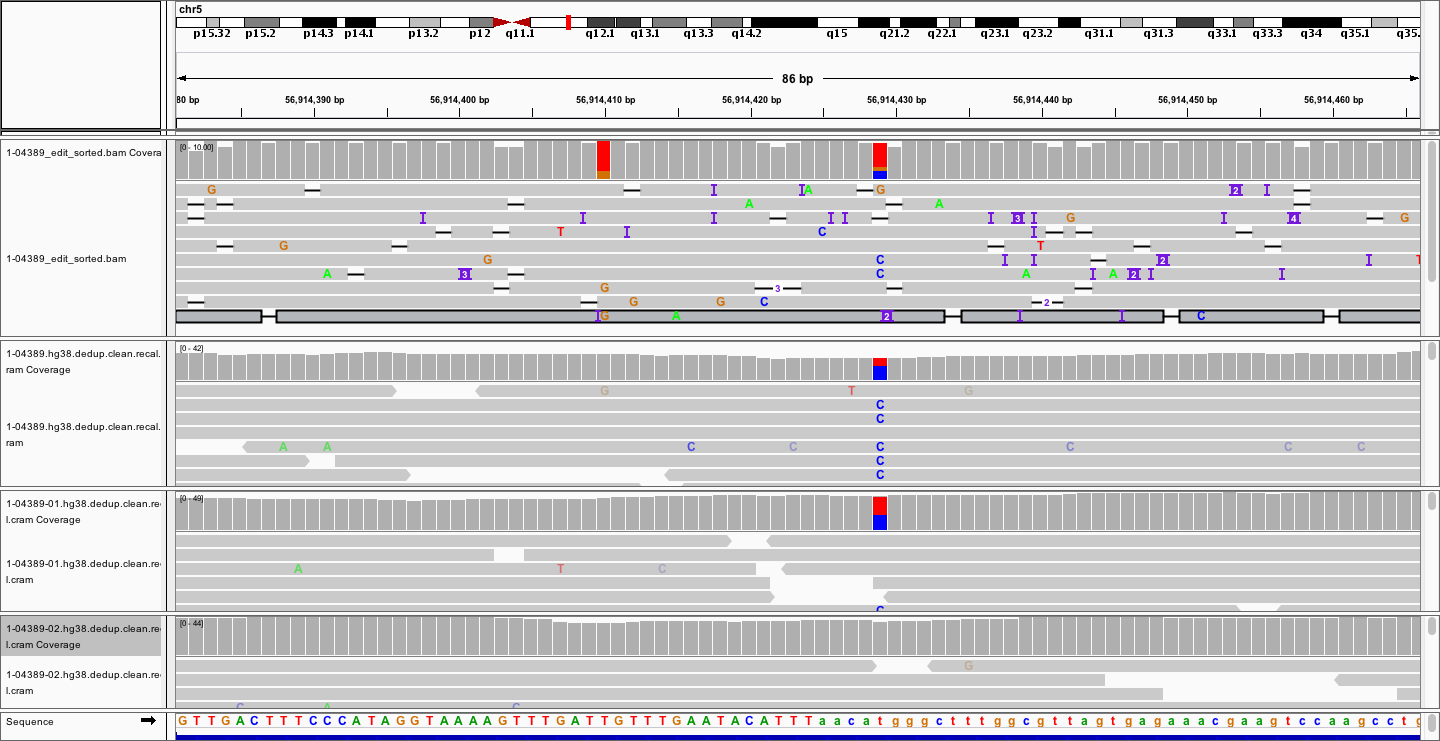 chr5
p15.32 p15.2 p14.3 p14.1 p13.2 p12 q11.1 q12.1 q13.1 q13.3 q14.2 q15 q21.2 q22.1 q23.1 q23.2 q31.1 q31.3 q33.1 q33.3 q34 q35.1 q35.
86 bp
80 bp 56,914,390 bp 56,914,400 bp 56,914,410 bp 56,914,420 bp 56,914,430 bp 56,914,440 bp 56,914,450 bp 56,914,460 bp
1-04389_edit_sorted.bam Covera
[0 - 10.00]
G I I A G 2 I
A A
I I I I I I 3 I G I 4 G
T I C I
G T
1-04389_edit_sorted.bam
G C I I 2 I T
A 3 C A I A 2 I I
G 3
G G C 2
I G A 2 I I C
1-04389.hg38.dedup.clean.recal.
ram Coverage
[0 - 42]
G T G
C
C
1-04389.hg38.dedup.clean.recal.
ram
A A C C C C C C
C
C
1-04389-01.hg38.dedup.clean.re
l.cram Coverage
[0 - 49]
1-04389-01.hg38.dedup.clean.re
l.cram
A T C
C
1-04389-02.hg38.dedup.clean.re
l.cram Coverage
[0 - 44]
G
1-04389-02.hg38.dedup.clean.re
l.cram
C A C
Sequence
G T T G A C T T T C C C A T A G G T A A A A G T T T G A T T G T T T G A A T A C A T T T a a c a t g g g c t t t g g c g t t a g t g a g a a a c g a a g t c c a a g c c t g